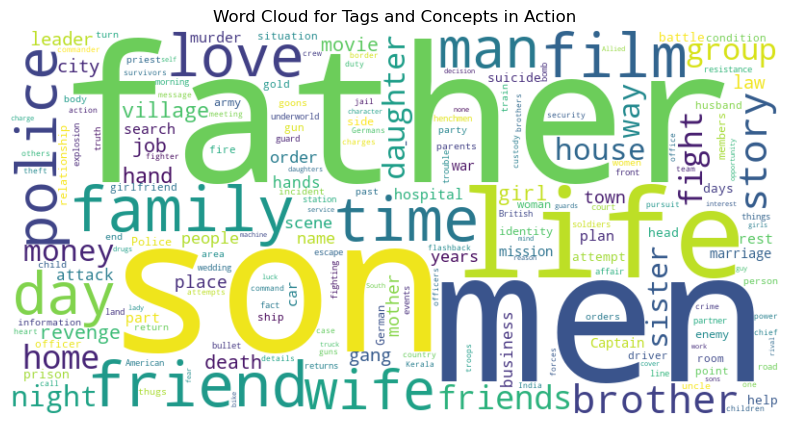 Word Cloud for Tags and Concepts in Action
father
son
men
life
film
man
love
family
time
police
story
day
friend
wife
brother
friends
group
daughter
way
house
fight
girl
money
home
night
sister
village
movie
leader
city
job
hand
hands
murder
situation
turn
commander
priest
survivors
morning
message
meeting
body
action
army
gold
goons
underworld
gun
guard
search
fighter
truth
explosion
relationship
charge
others
theft
fire
order
daughters
crew
self
border
duty
jail
character
Germans
side
charges
henchmen
trouble
party
parents
war
none
decision
suicide
train
brothers
bomb
Allied
battle
condition
resistance
husband
law
members
security
custody
women
front
team
office
opportunity
girlfriend
incident
past
hospital
station
service
scene
name
people
Police
area
machine
wedding
escape
fighting
flashback
years
woman
British
identity
mission
mind
reason
guards
court
soldiers
town
plan
attempt
affair
pursuit
head
interest
days
things
girls
rest
marriage
guy
person
end
child
drugs
attack
place
information
land
part
return
heart
revenge
officer
lady
attempts
luck
command
fact
ship
car
South
events
German
mother
officers
orders
Captain
crime
partner
enemy
chief
power
rival
work
room
point
sons
driver
cover
line
road
uncle
one
help
children
forces
troops
India
business
country
Kerala
gang
case
truck
guns
details
returns
death
bullet
American
thugs
fear
bike
prison
call